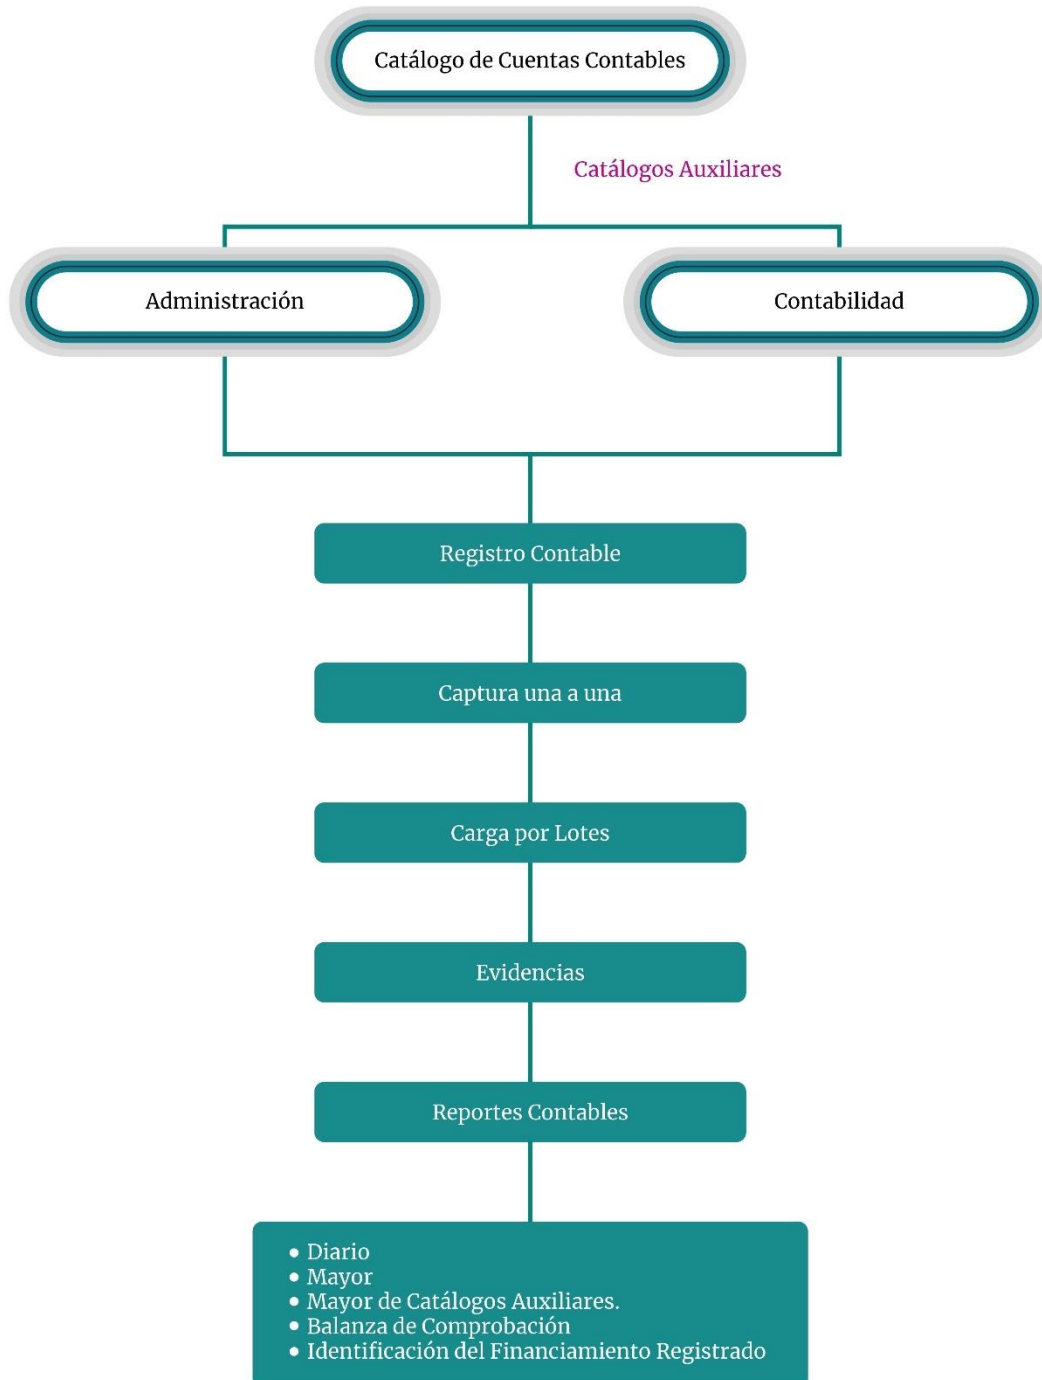 Catálogo de Cuentas Contables
Catálogos Auxiliares
Administración
Contabilidad
Registro Contable
Captura una a una
Carga por Lotes
Evidencias
Reportes Contables
• Diario
• Mayor
• Mayor de Catálogos Auxiliares.
• Balanza de Comprobación
• Identificación del Financiamiento Registrado